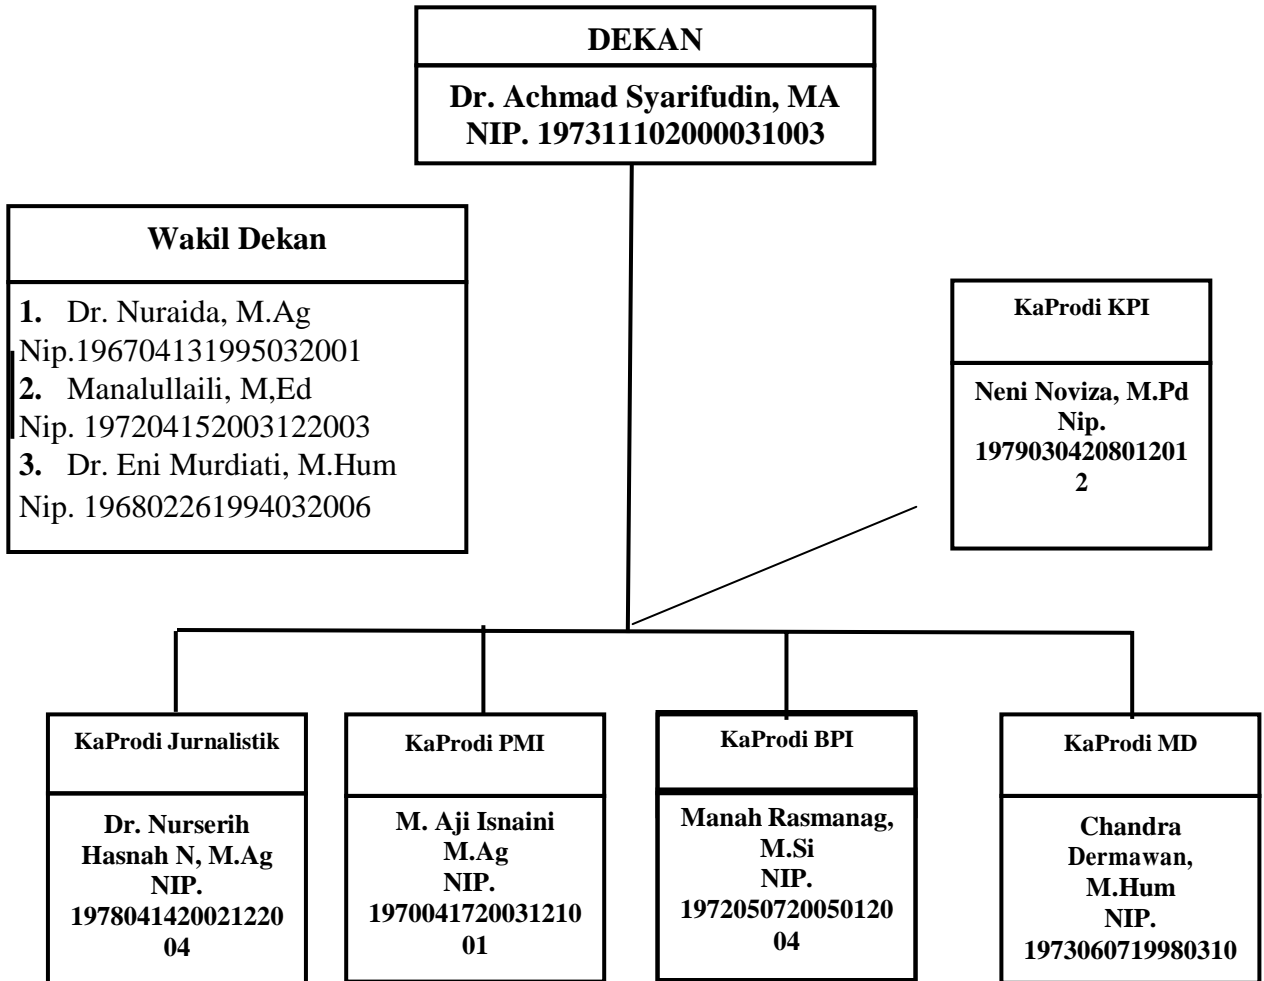 DEKAN
Dr. Achmad Syarifudin, MA
NIP. 197311102000031003
Wakil Dekan
1. Dr. Nuraida, M.Ag
Nip.196704131995032001
2. Manalullaili, M,Ed
Nip. 197204152003122003
3. Dr. Eni Murdiati, M.Hum
Nip. 196802261994032006
KaProdi KPI
Neni Noviza, M.Pd
Nip.
1979030420801201
2
KaProdi Jurnalistik
Dr. Nurserih
Hasnah N, M.Ag
NIP.
1978041420021220
04
KaProdi PMI
M. Aji Isnaini
M.Ag
NIP.
1970041720031210
01
KaProdi BPI
Manah Rasmanag,
M.Si
NIP.
1972050720050120
04
KaProdi MD
Chandra
Dermawan,
M.Hum
NIP.
1973060719980310